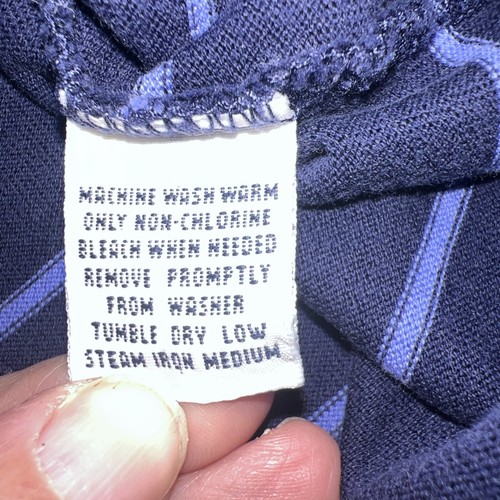 MACHINE WASH WARM
ONLY NON-CHLORINE
BLEACH WHEN NEEDED
REMOVE PROMPTLY
FROM WASHER
TUMBLE DRY LOW
STEAM IRON MEDIUM